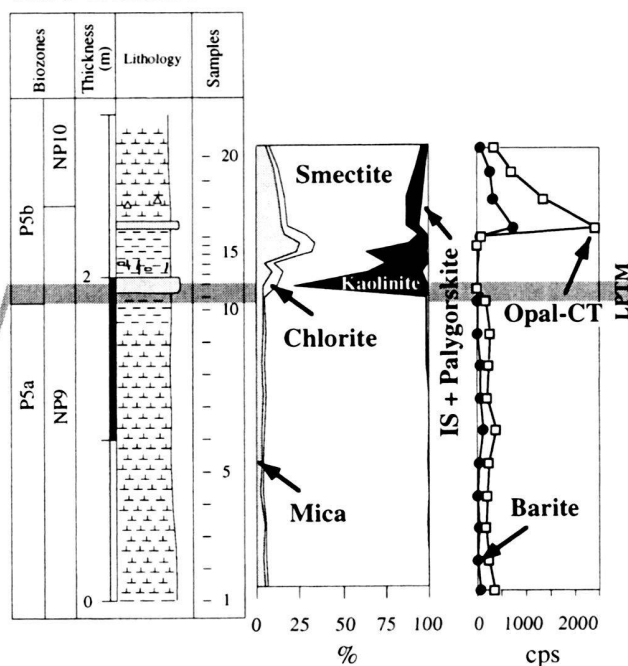 Biozones
Thickness
(m)
Lithology
Samples
P5b
NP10
P5a
NP9
2
0
20
15
10
5
1
Smectite
Kaolinite
Chlorite
Mica
IS + Palygorskite
0 25 50 75 100
%
Opal-CT
Barite
LPTM
0 1000 2500
cps